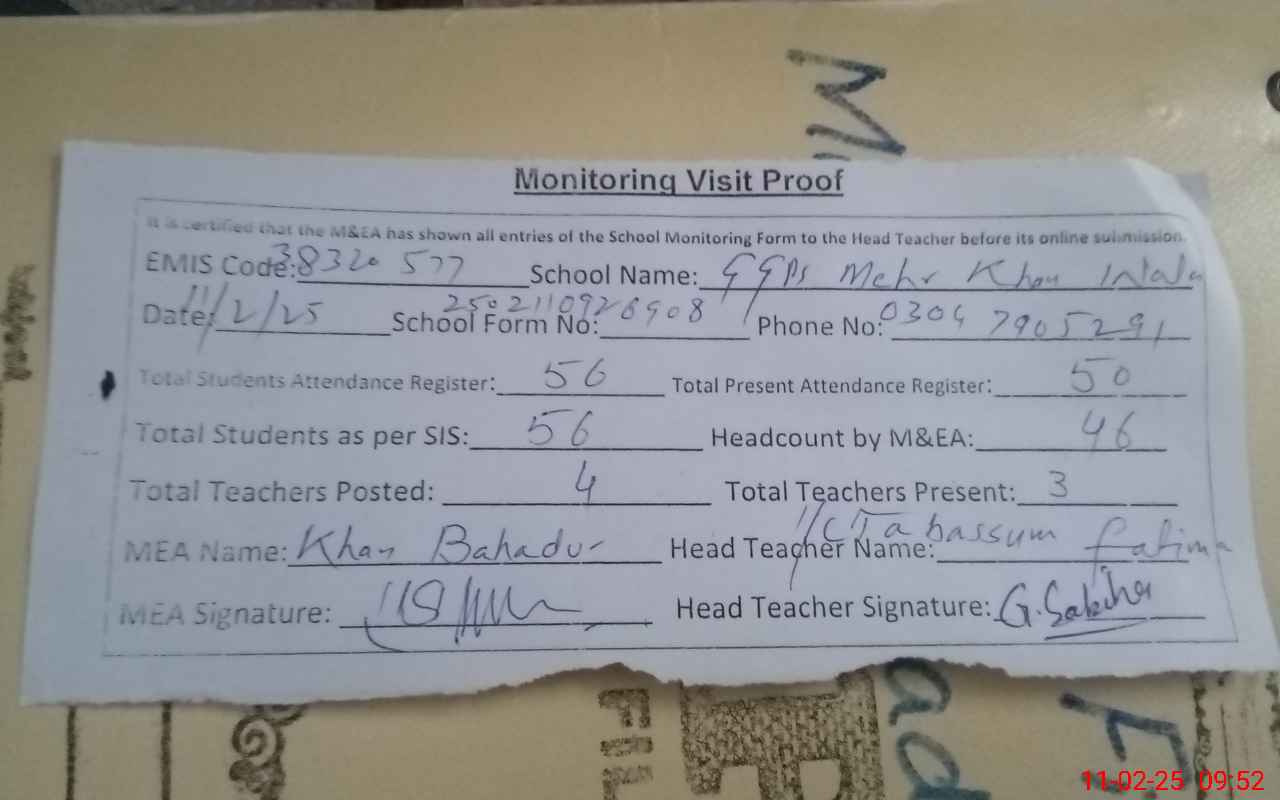 Monitoring Visit Proof
It is certified that the M&EA has shown all entries of the School Monitoring Form to the Head Teacher before its online submission.
EMIS Code: 38320 577 School Name: GGPS Mehr Khan Wala
Date: 11/2/25 School Form No: Phone No: 0304 7905291
Total Students Attendance Register: 56 Total Present Attendance Register: 50
Total Students as per SIS: 56 Headcount by M&EA: 46
Total Teachers Posted: 4 Total Teachers Present: 3
MEA Name: Khan Bahadur Head Teacher Name: I/C Tabassum Fatima
MEA Signature: Head Teacher Signature: G.
FIL
11-02-25 09:52